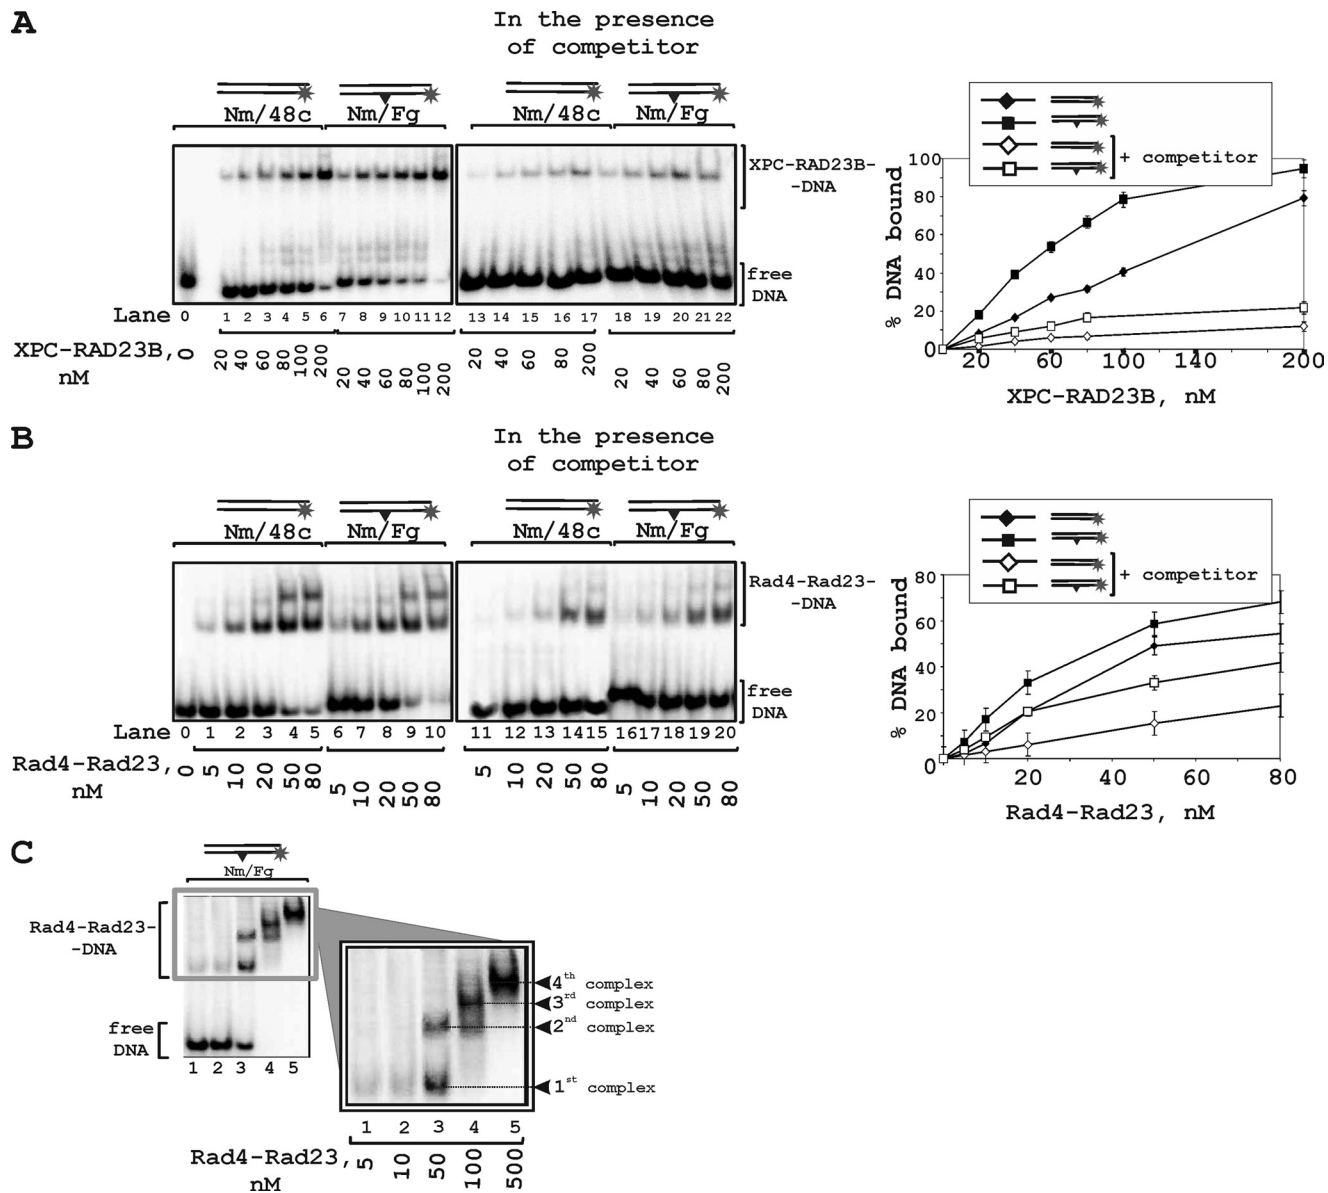 A
In the presence
of competitor
Nm/48c
Nm/Fg
Nm/48c
Nm/Fg
XPC-RAD23B-
-DNA
free
DNA
Lane 0 1 2 3 4 5 6 7 8 9 10 11 12 13 14 15 16 17 18 19 20 21 22
XPC-RAD23B,
nM
0 20 40 60 80 100 200 20 40 60 80 100 200 20 40 60 80 200 20 40 60 80 200
+ competitor
% DNA bound
100
80
60
40
20
0
20 60 100 140 200
XPC-RAD23B, nM
B
In the presence
of competitor
Nm/48c
Nm/Fg
Nm/48c
Nm/Fg
Rad4-Rad23-
-DNA
free
DNA
Lane 0 1 2 3 4 5 6 7 8 9 10 11 12 13 14 15 16 17 18 19 20
Rad4-Rad23,
nM
0 5 10 20 50 80 5 10 20 50 80 5 10 20 50 80 5 10 20 50 80
+ competitor
% DNA bound
80
60
40
20
0
20 40 60 80
Rad4-Rad23, nM
C
Nm/Fg
Rad4-Rad23-
-DNA
free
DNA
1 2 3 4 5
4th complex
3rd complex
2nd complex
1st complex
1 2 3 4 5
Rad4-Rad23,
nM
5 10 50 100 500